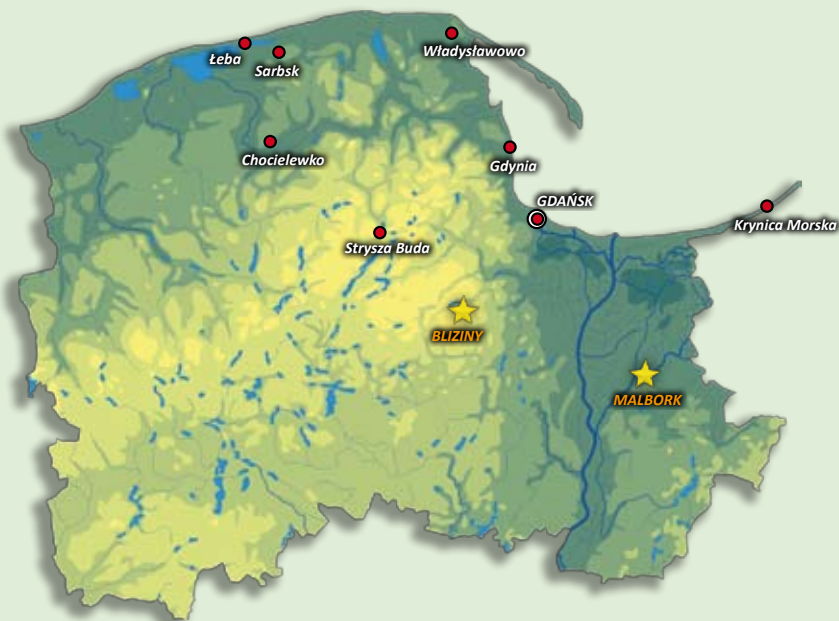 Łeba
Sarbsk
Władysławowo
Chocielewko
Gdynia
GDAŃSK
Krynica Morska
Strysza Buda
BLIZINY
MALBORK